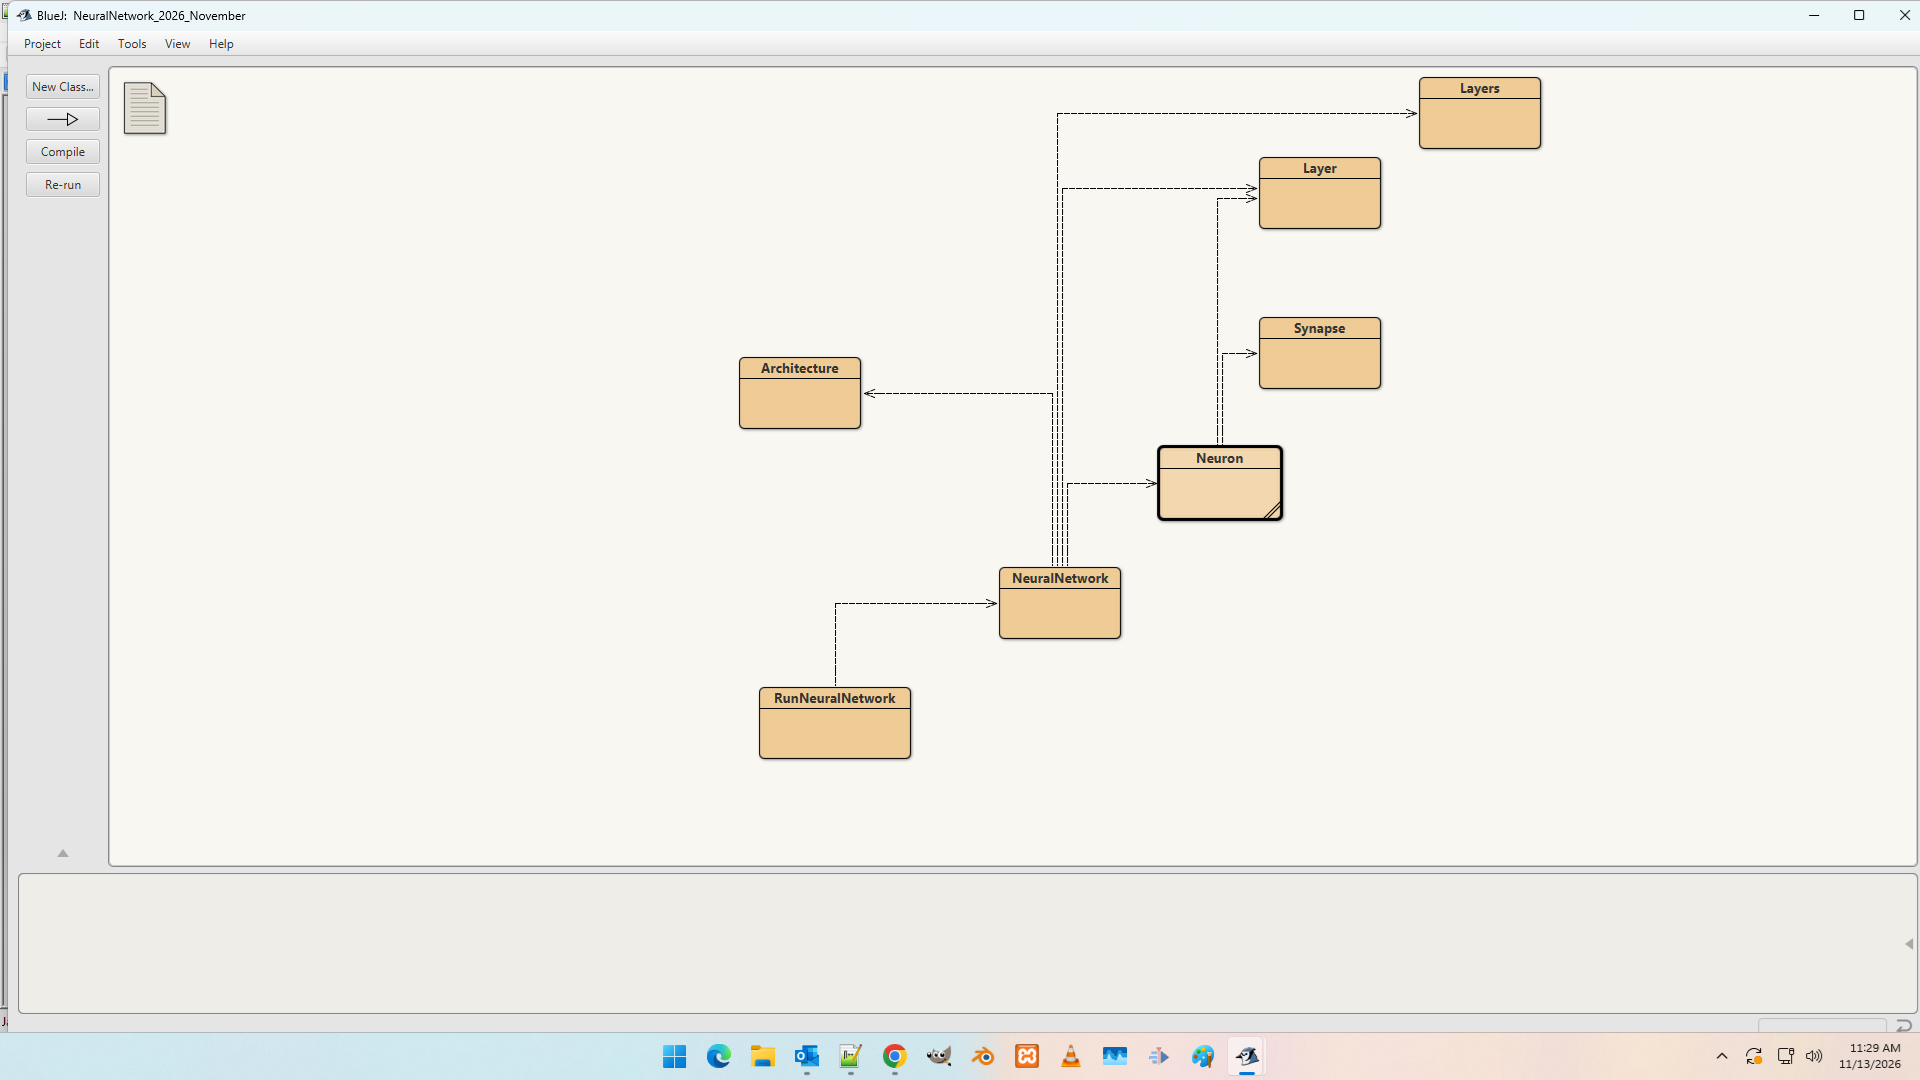 BlueJ: NeuralNetwork_2026_November
Project Edit Tools View Help
New Class...
Compile
Re-run
Layers
Layer
Synapse
Architecture
Neuron
NeuralNetwork
RunNeuralNetwork
11:29 AM
11/13/2026